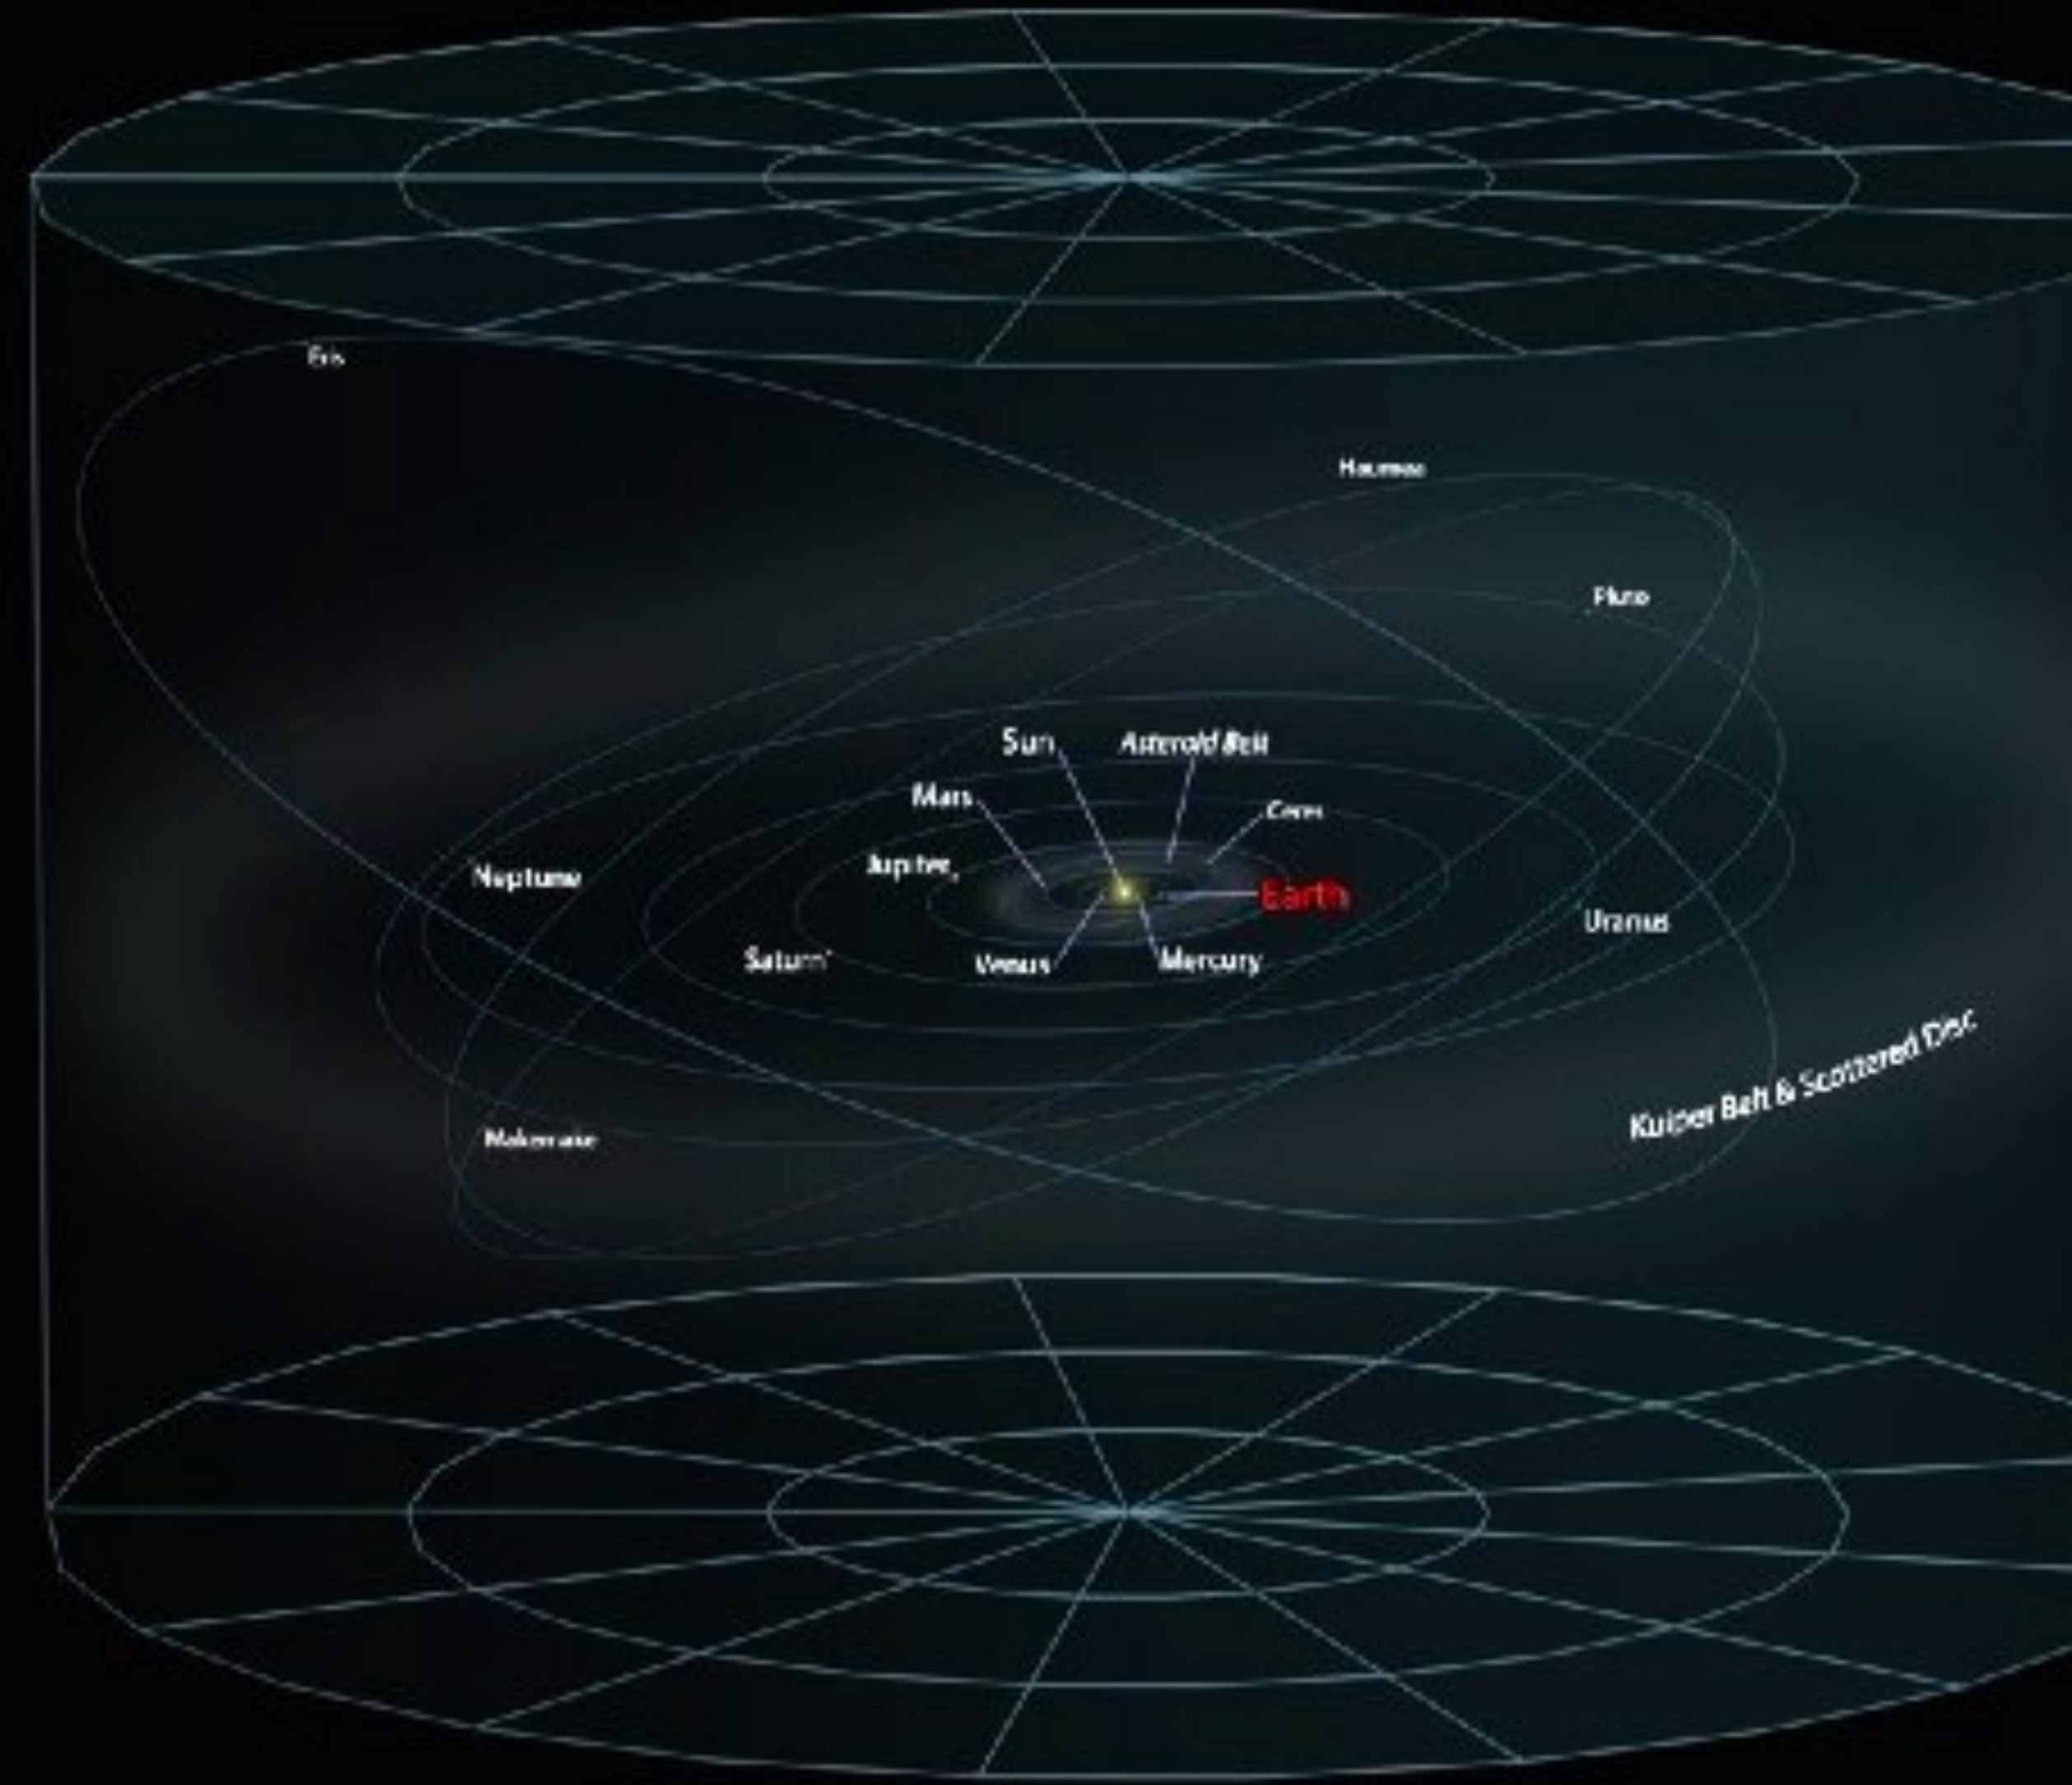 Eris
Haumea
Pluto
Sun
Asteroid Belt
Mars
Ceres
Jupiter
Neptune
Earth
Uranus
Saturn
Venus
Mercury
Kuiper Belt & Scattered Disc
Makemake